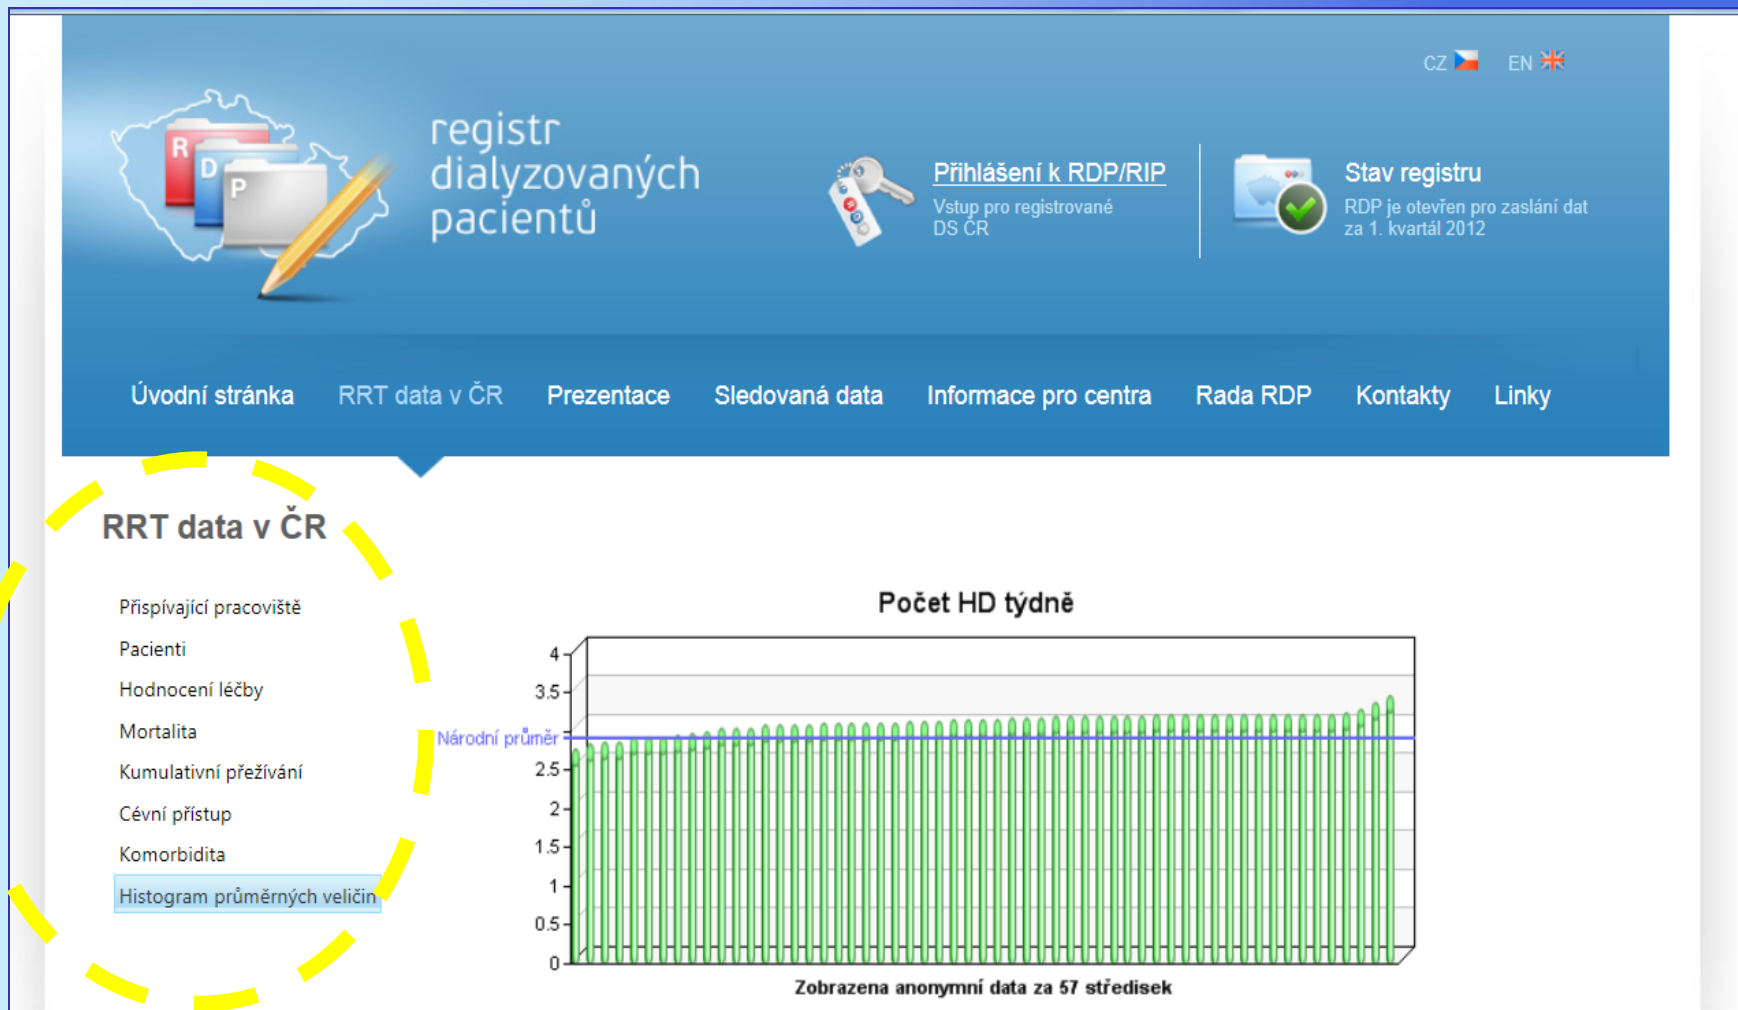 CZ EN
R
D
P
registr
dialyzovaných
pacientů
Přihlášení k RDP/RIP
Vstup pro registrované
DS ČR
Stav registru
RDP je otevřen pro zaslání dat
za 1. kvartál 2012
Úvodní stránka RRT data v ČR Prezentace Sledovaná data Informace pro centra Rada RDP Kontakty Linky
RRT data v ČR
Přispívající pracoviště
Pacienti
Hodnocení léčby
Mortalita
Kumulativní přežívání
Cévní přístup
Komorbidita
Histogram průměrných veličin
Počet HD týdně
4
3.5
Národní průměr
2.5
2
1.5
1
0.5
0
Zobrazena anonymní data za 57 středisek